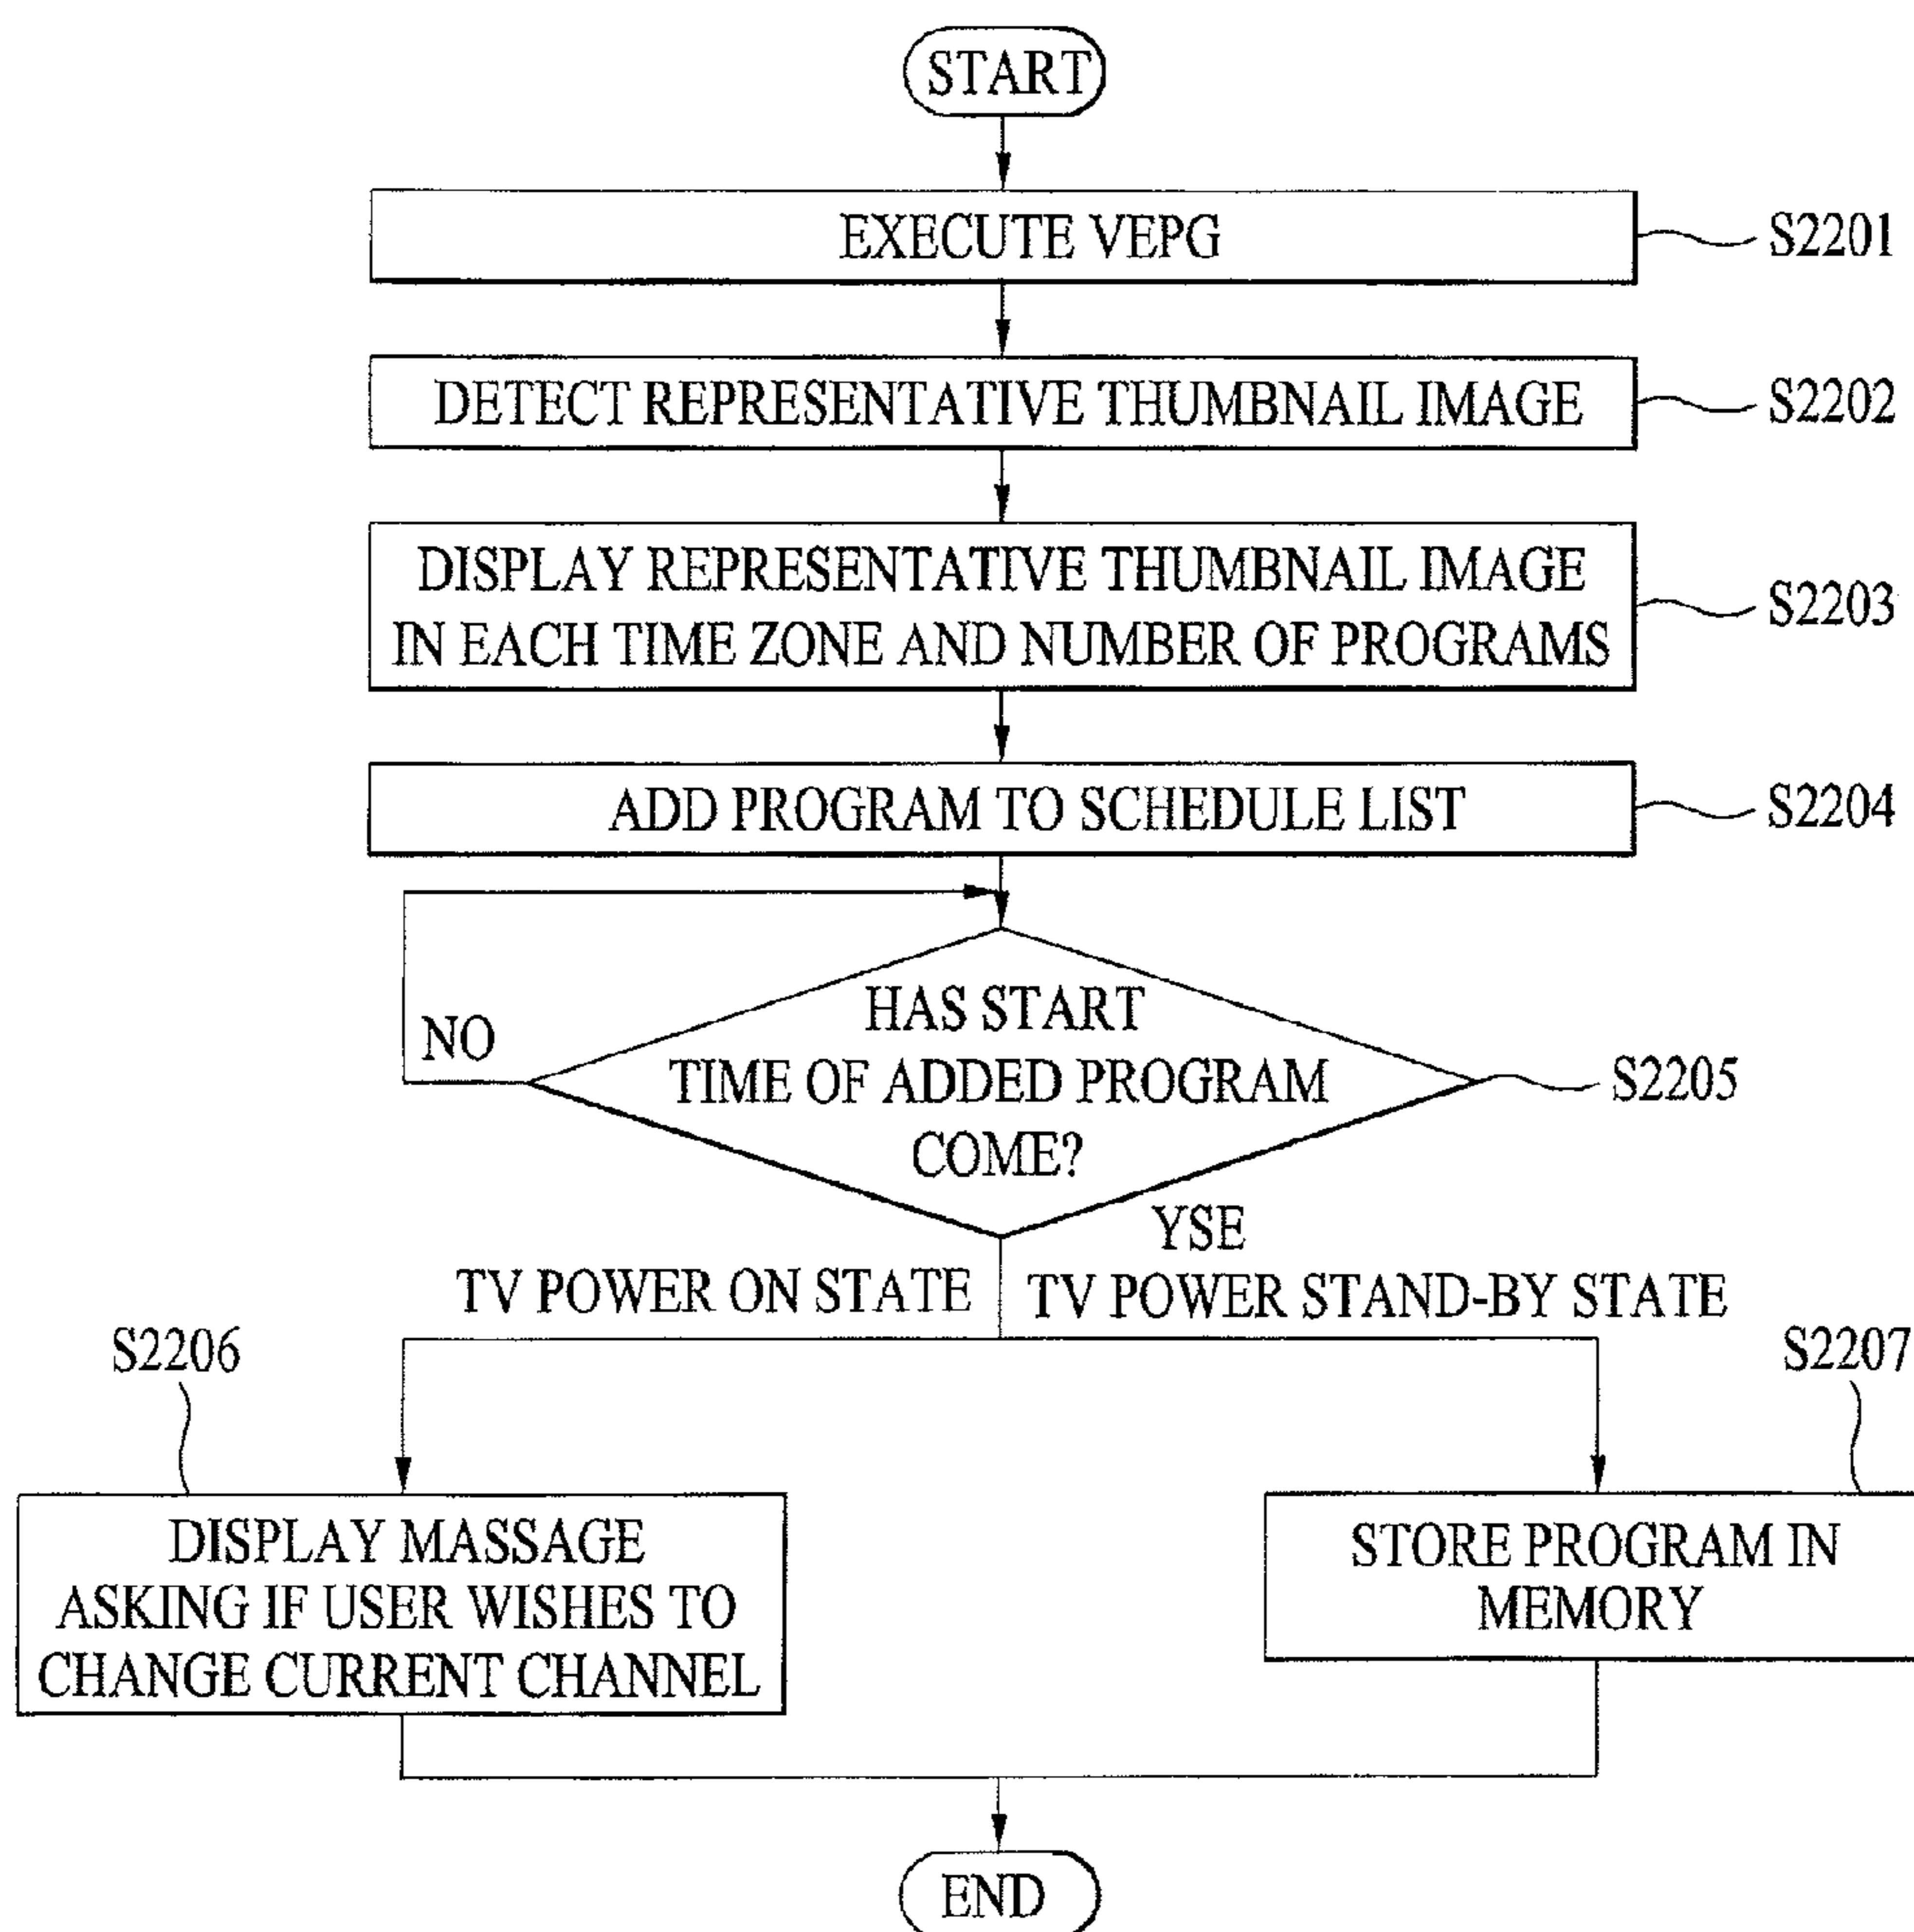 START
EXECUTE VEPG
S2201
DETECT REPRESENTATIVE THUMBNAIL IMAGE
S2202
DISPLAY REPRESENTATIVE THUMBNAIL IMAGE
IN EACH TIME ZONE AND NUMBER OF PROGRAMS
S2203
ADD PROGRAM TO SCHEDULE LIST
S2204
HAS START
TIME OF ADDED PROGRAM
COME?
NO
S2205
YSE
TV POWER ON STATE
TV POWER STAND-BY STATE
S2206
S2207
DISPLAY MASSAGE
ASKING IF USER WISHES TO
CHANGE CURRENT CHANNEL
STORE PROGRAM IN
MEMORY
END